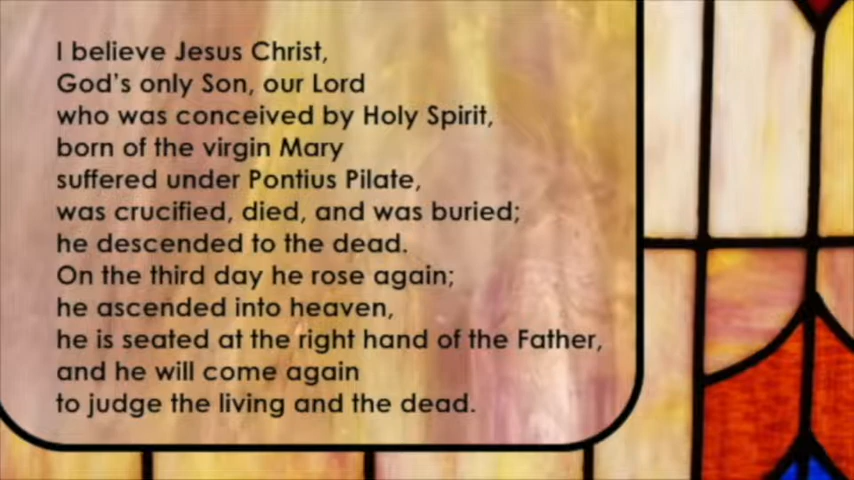 I believe Jesus Christ,
God's only Son, our Lord
who was conceived by Holy Spirit,
born of the virgin Mary
suffered under Pontius Pilate,
was crucified, died, and was buried;
he descended to the dead.
On the third day he rose again;
he ascended into heaven,
he is seated at the right hand of the Father,
and he will come again
to judge the living and the dead.